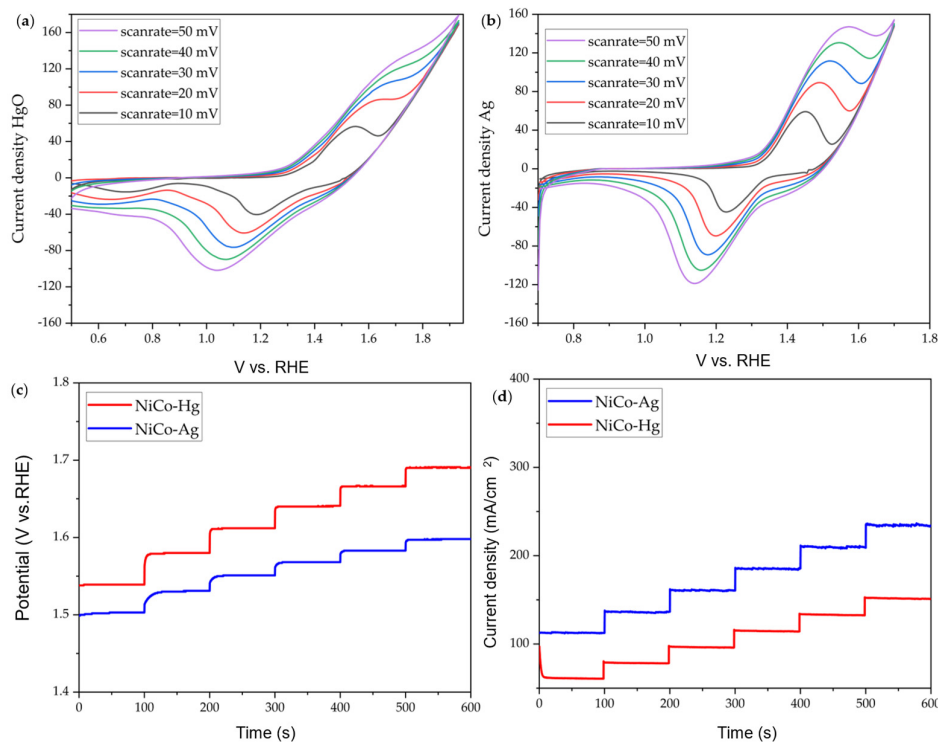 (a)
scanrate=50 mV
scanrate=40 mV
scanrate=30 mV
scanrate=20 mV
scanrate=10 mV
Current density HgO
160
120
80
40
0
-40
-80
-120
-160
0.6
0.8
1.0
1.2
1.4
1.6
1.8
V vs. RHE
(b)
scanrate=50 mV
scanrate=40 mV
scanrate=30 mV
scanrate=20 mV
scanrate=10 mV
Current density Ag
160
120
80
40
0
-40
-80
-120
-160
0.8
1.0
1.2
1.4
1.6
V vs. RHE
(c)
NiCo-Hg
NiCo-Ag
Potential (V vs.RHE)
1.8
1.7
1.6
1.5
1.4
0
100
200
300
400
500
600
Time (s)
(d)
NiCo-Ag
NiCo-Hg
Current density (mA/cm ²)
400
300
200
100
0
100
200
300
400
500
600
Time (s)